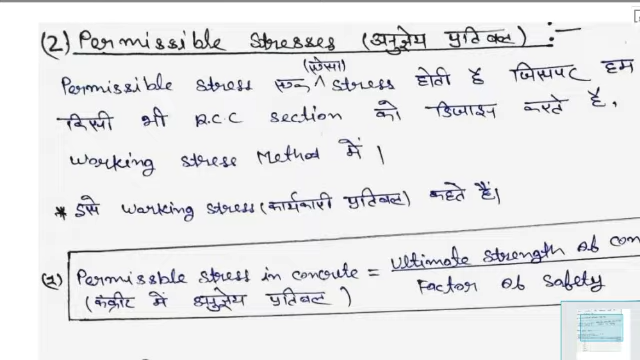 (2) Permissible Stresses (अनुज्ञेय प्रतिबल) :-
(ऐसा)
Permissible stress एक ^ stress होती है जिसपर हम
किसी भी R.C.C section को डिजाइन करते है,
Working Stress Method में।
* इसे Working Stress (कार्यकारी प्रतिबल) कहते हैं।
(1) Permissble Stress in Concrete = Ultimate Strength of Con
Factor of Safety
(कंक्रीट में अनुज्ञेय प्रतिबल)